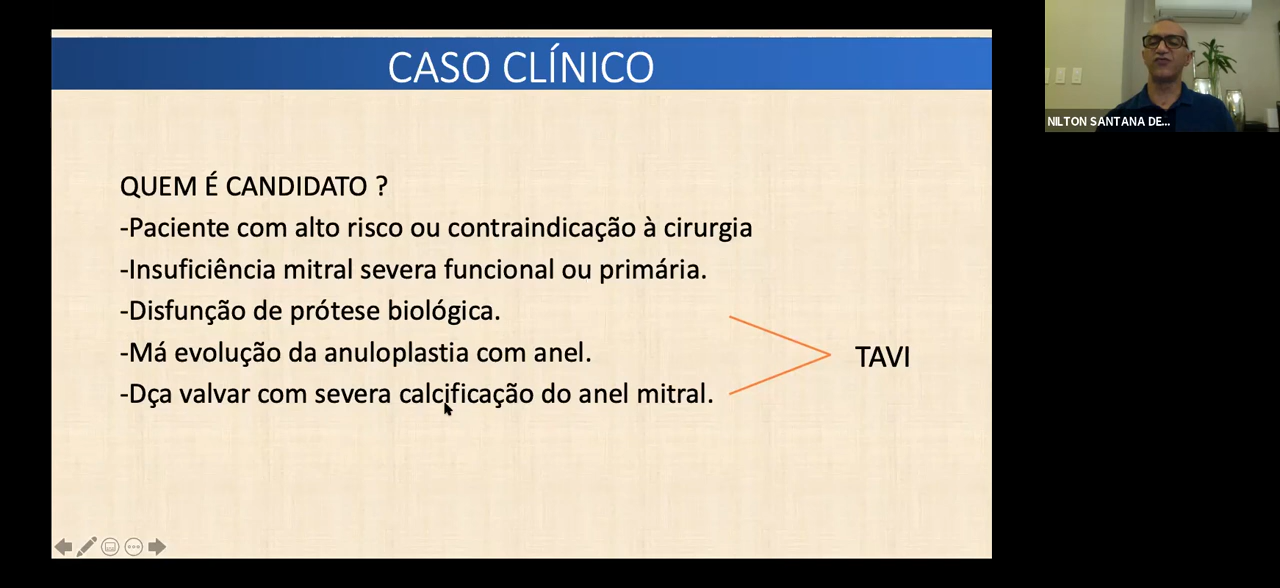 CASO CLÍNICO
QUEM É CANDIDATO ?
-Paciente com alto risco ou contraindicação à cirurgia
-Insuficiência mitral severa funcional ou primária.
-Disfunção de prótese biológica.
-Má evolução da anuloplastia com anel.
-Dça valvar com severa calcificação do anel mitral.
TAVI
NILTON SANTANA DE...